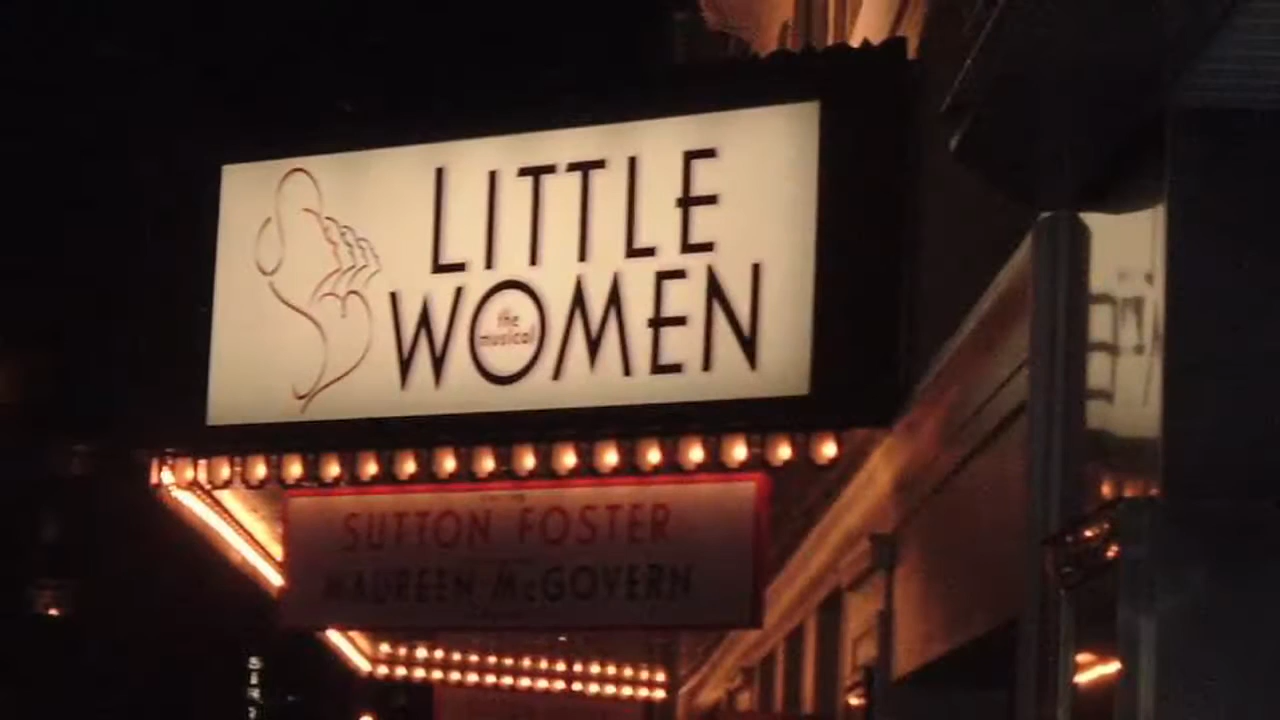 LITTLE
WOMEN
the
musical
SUTTON FOSTER
MAUREEN McGOVERN